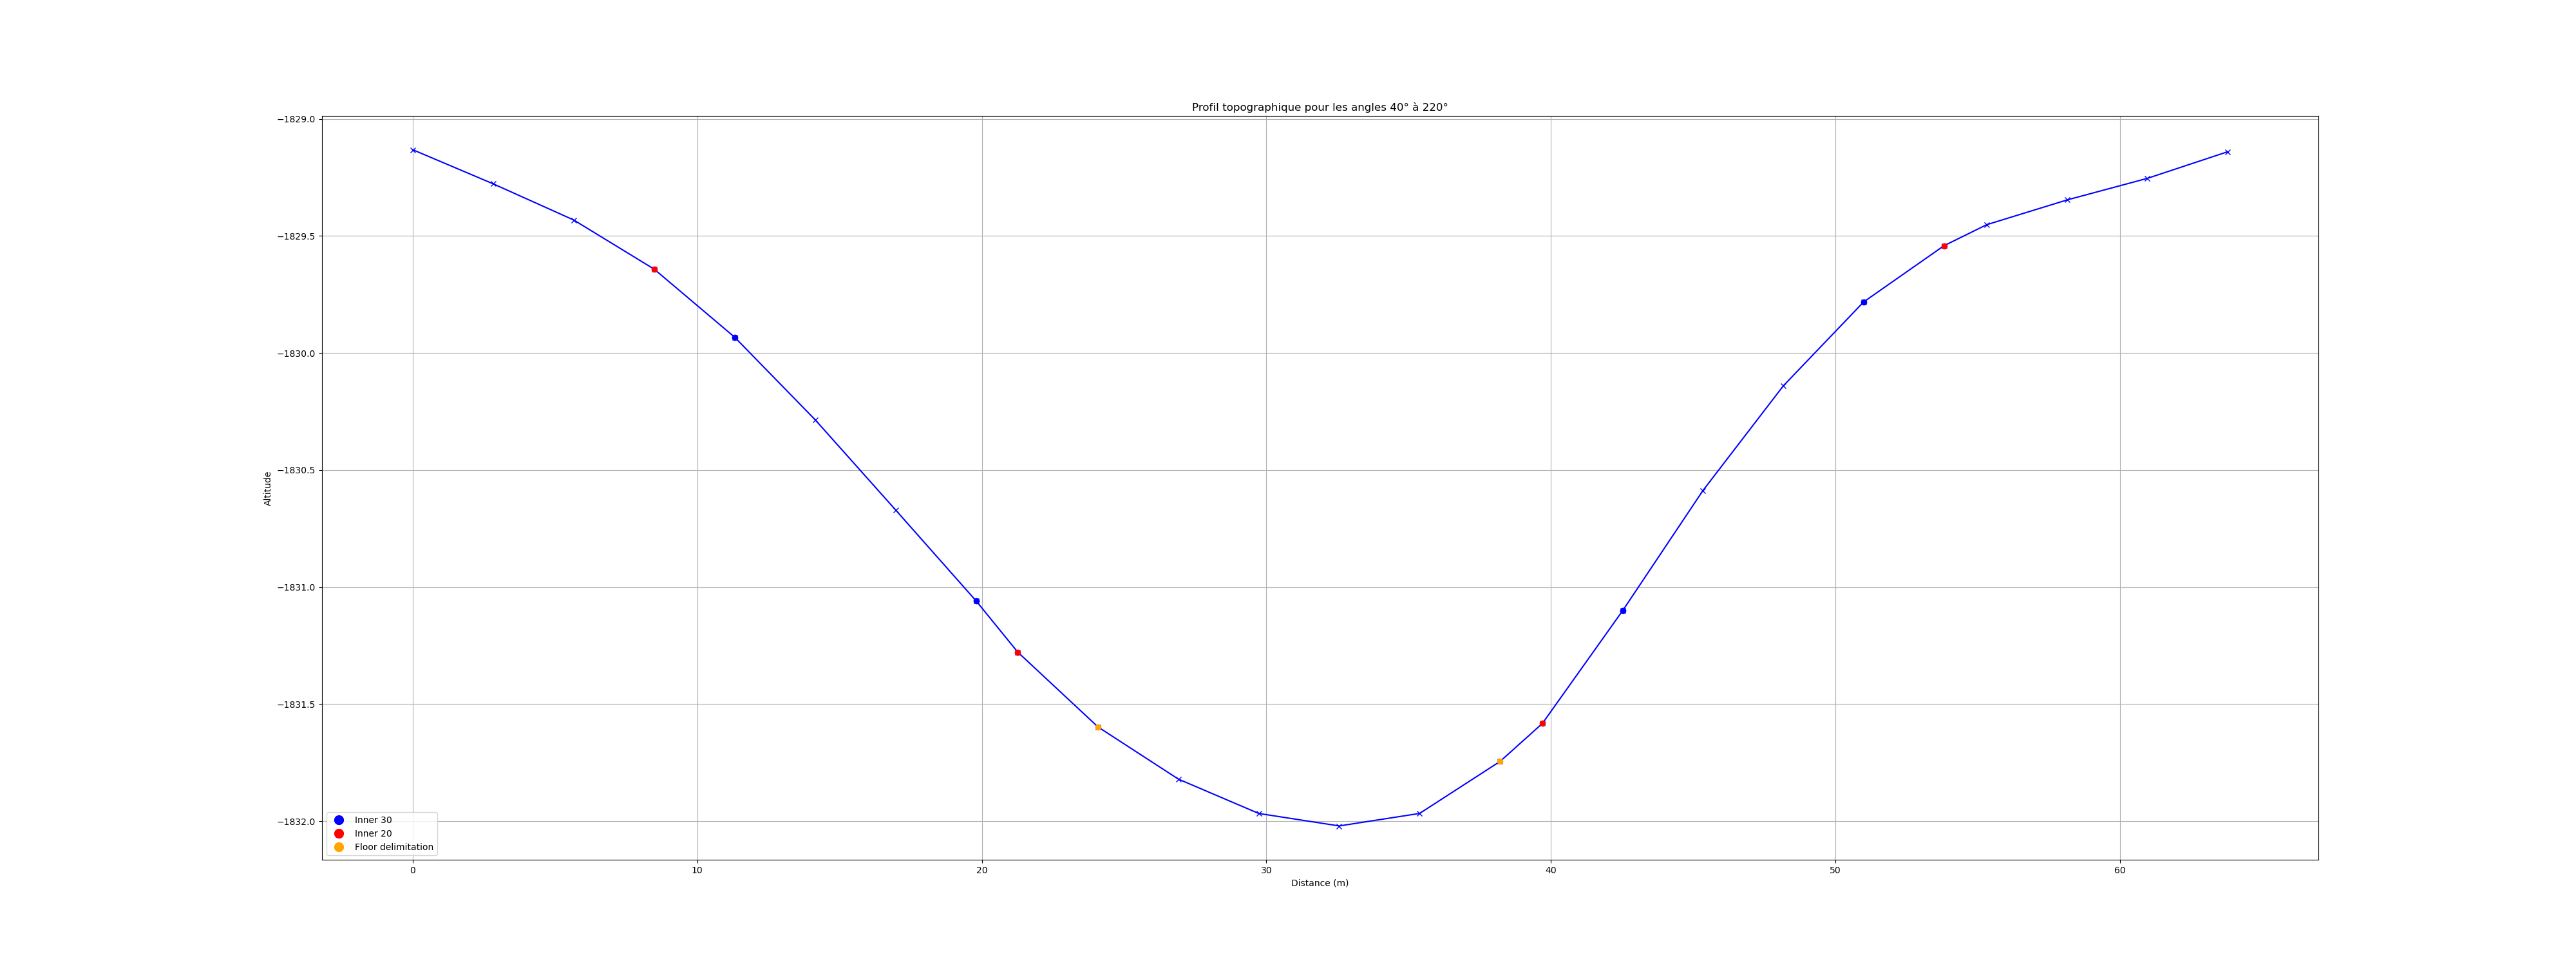 Profil topographique pour les angles 40° à 220°
−1829.0
−1829.5
−1830.0
−1830.5
−1831.0
−1831.5
−1832.0
Altitude
Inner 30
Inner 20
Floor delimitation
0 10 20 30 40 50 60
Distance (m)